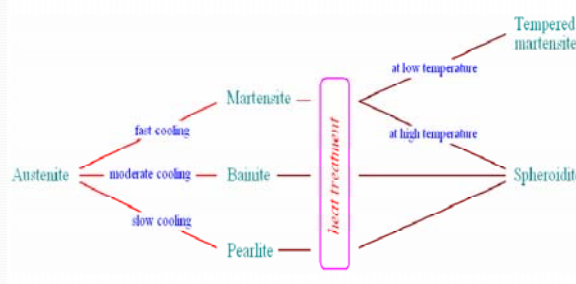 Tempered
martensite
at low temperature
Martensite
fast cooling
at high temperature
heat treatment
Austenite
moderate cooling
Bainite
Spheroidite
slow cooling
Pearlite